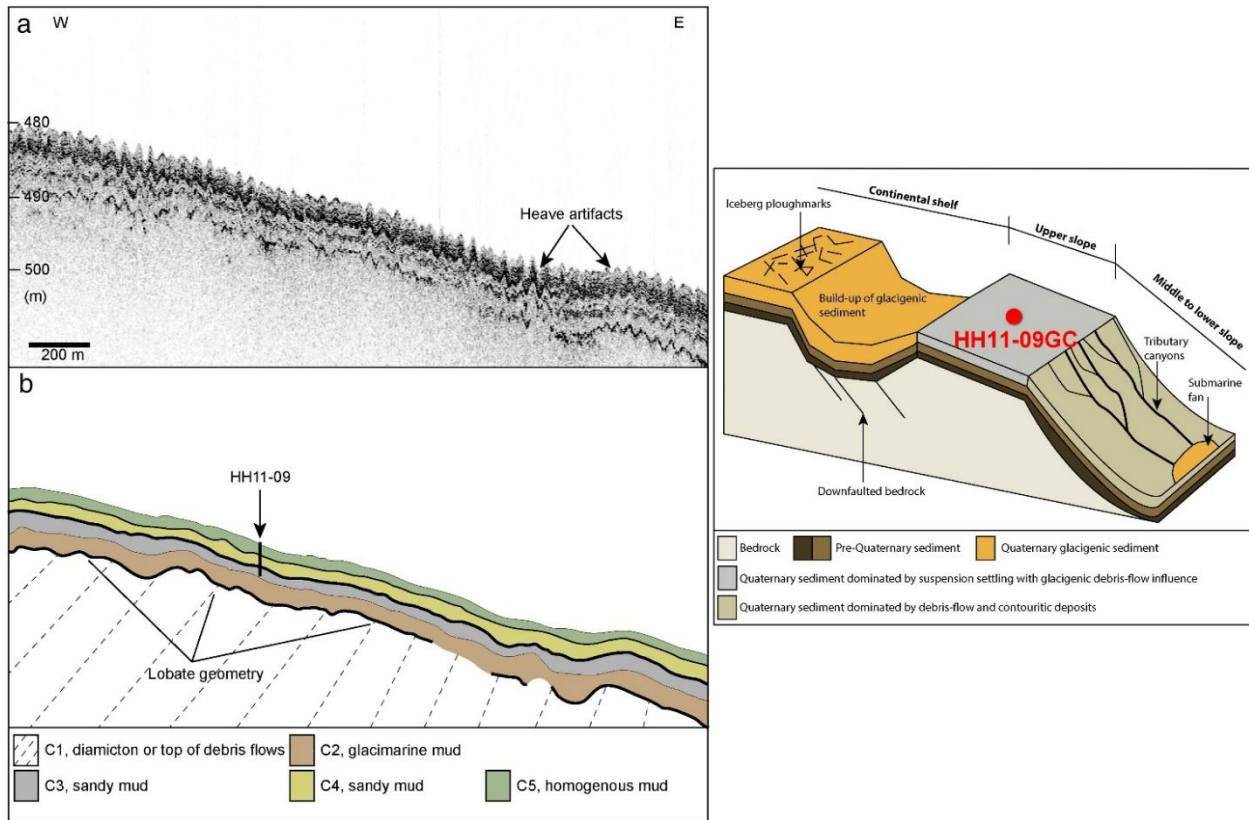 a
W
E
480
490
500
(m)
200 m
Heave artifacts
b
HH11-09
Lobate geometry
C1, diamicton or top of debris flows
C2, glacimarine mud
C3, sandy mud
C4, sandy mud
C5, homogenous mud
Continental shelf
Upper slope
Middle to lower slope
Iceberg ploughmarks
Build-up of glacigenic
sediment
HH11-09GC
Tributary
canyons
Submarine
fan
Downfaulted bedrock
Bedrock
Pre-Quaternary sediment
Quaternary glacigenic sediment
Quaternary sediment dominated by suspension settling with glacigenic debris-flow influence
Quaternary sediment dominated by debris-flow and contouritic deposits